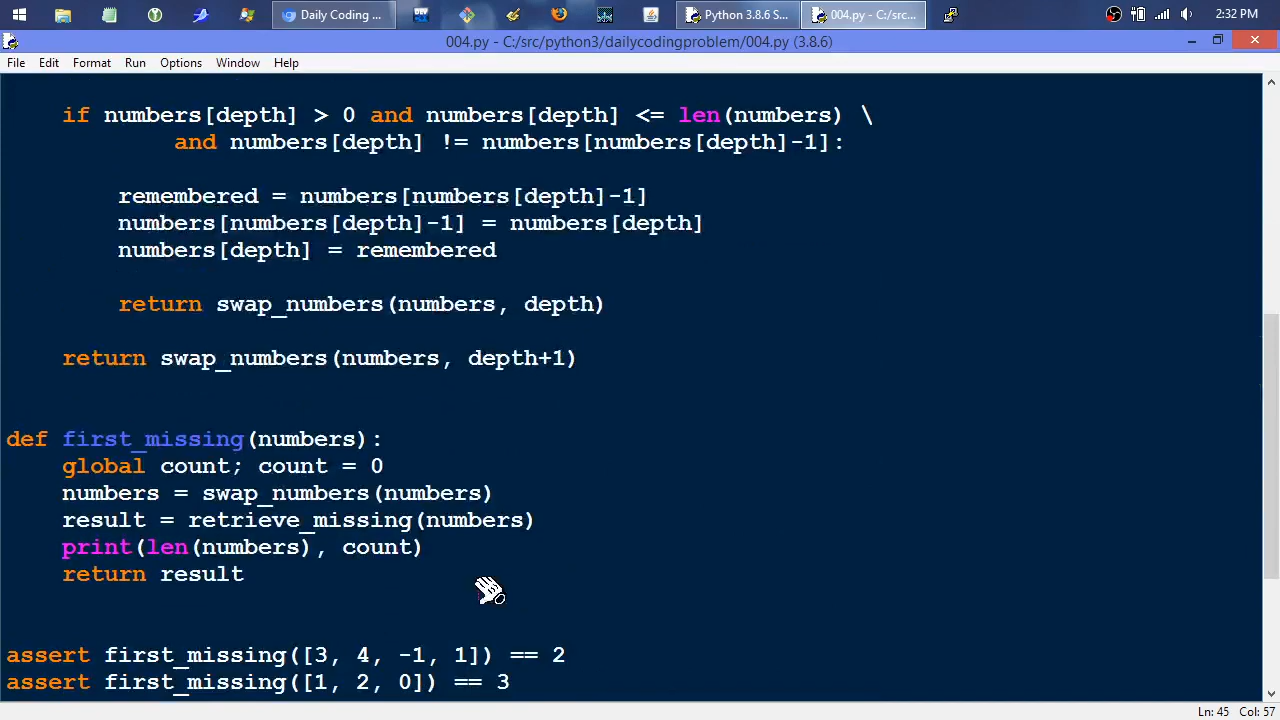 Daily Coding ...
Python 3.8.6 S...
004.py - C:/src...
2:32 PM
004.py - C:/src/python3/dailycodingproblem/004.py (3.8.6)
File Edit Format Run Options Window Help
if numbers[depth] > 0 and numbers[depth] <= len(numbers) \
and numbers[depth] != numbers[numbers[depth]-1]:
remembered = numbers[numbers[depth]-1]
numbers[numbers[depth]-1] = numbers[depth]
numbers[depth] = remembered
return swap_numbers(numbers, depth)
return swap_numbers(numbers, depth+1)
def first_missing(numbers):
global count; count = 0
numbers = swap_numbers(numbers)
result = retrieve_missing(numbers)
print(len(numbers), count)
return result
assert first_missing([3, 4, -1, 1]) == 2
assert first_missing([1, 2, 0]) == 3
Ln: 45 Col: 57